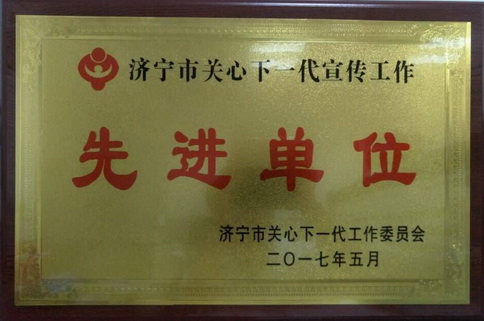 济宁市关心下一代宣传工作
先进单位
济宁市关心下一代工作委员会
二〇一七年五月